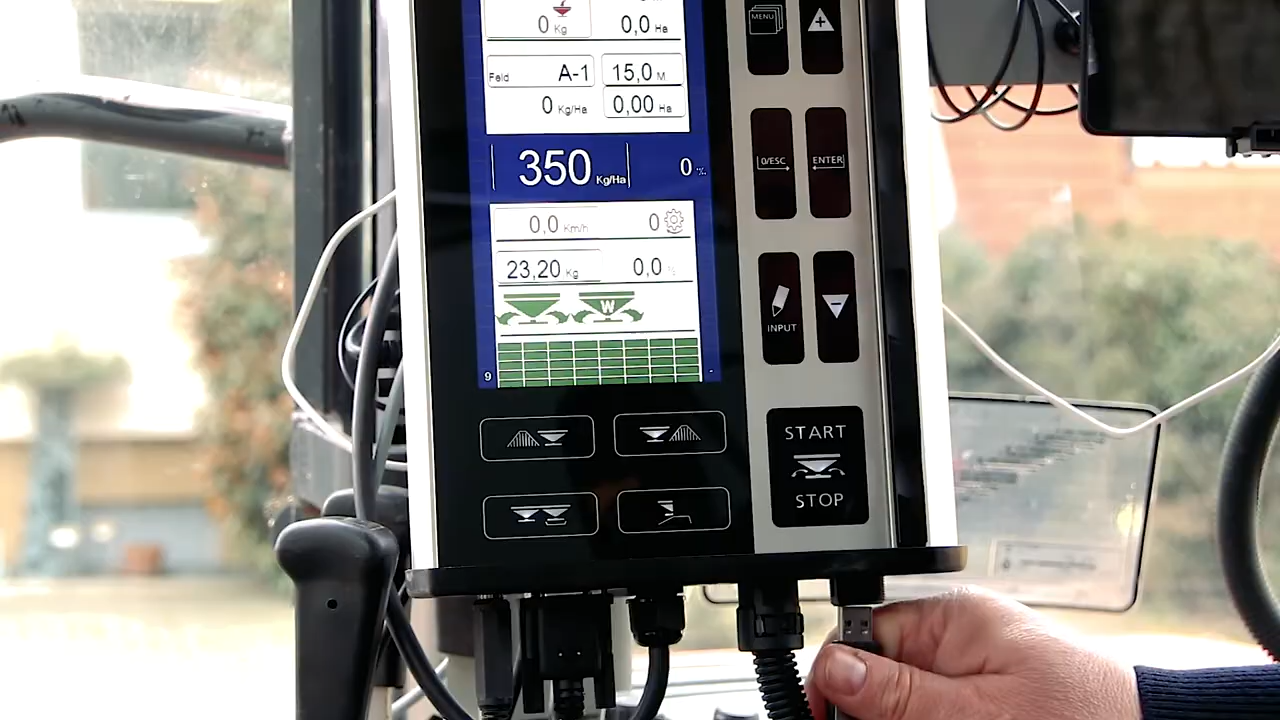 0 Kg 0,0 Ha
Feld A-1 15,0 M
0 Kg/Ha 0,00 Ha
350 Kg/Ha 0
0,0 Km/h 0
23,20 Kg 0,0
W
9
MENU +
0/ESC ENTER
INPUT −
START
STOP